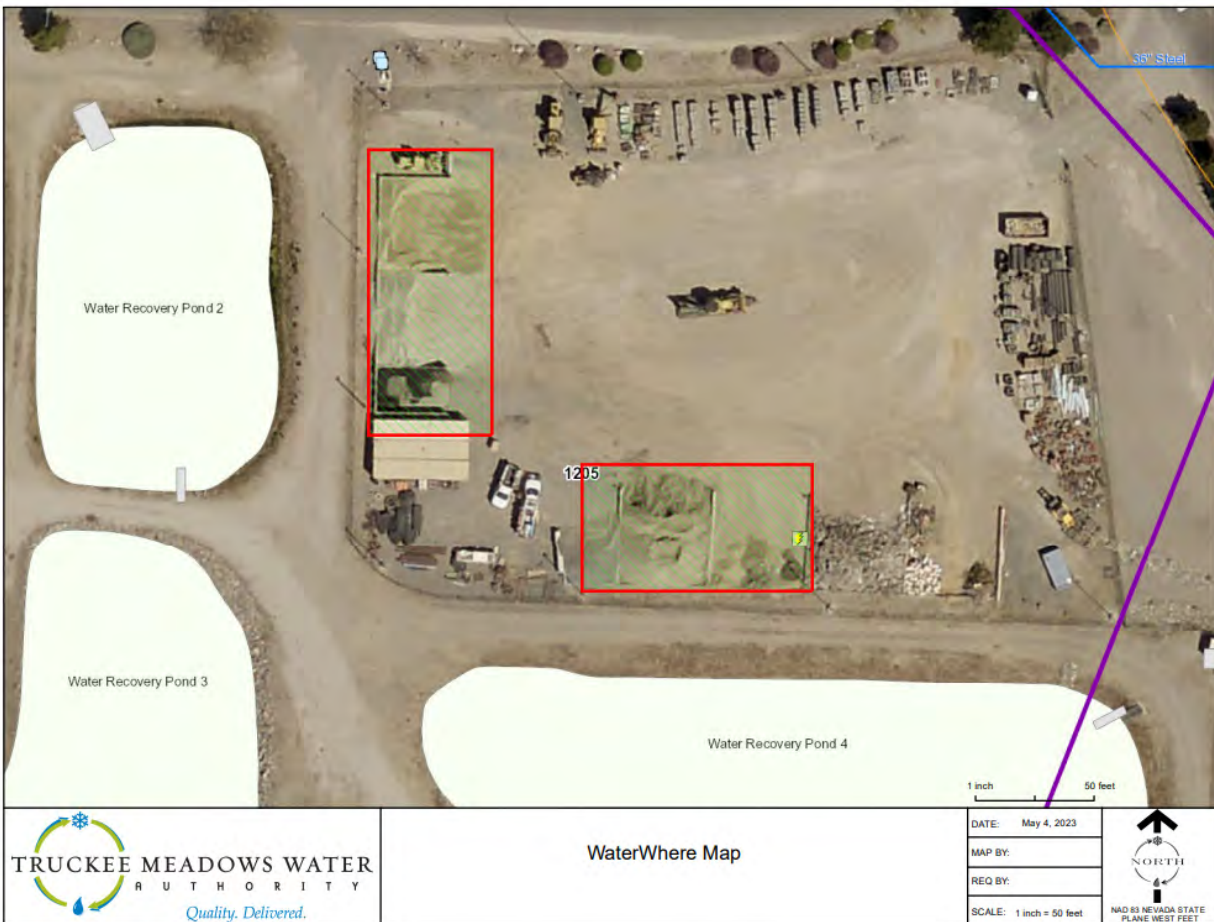 36" Steel
Water Recovery Pond 2
1205
Water Recovery Pond 3
Water Recovery Pond 4
1 inch 50 feet
TRUCKEE MEADOWS WATER
AUTHORITY
Quality. Delivered.
WaterWhere Map
DATE: May 4, 2023
MAP BY:
REQ BY:
SCALE: 1 inch = 50 feet
NORTH
NAD 83 NEVADA STATE
PLANE WEST FEET